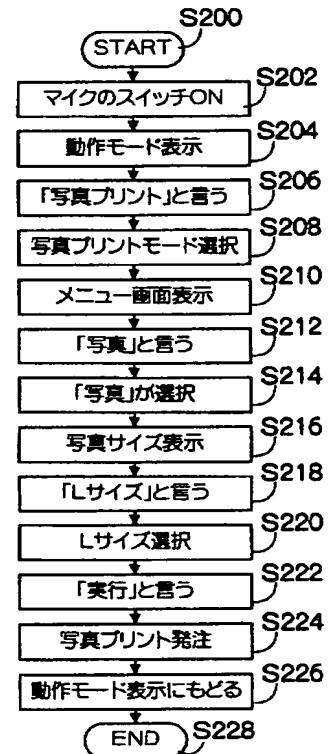 S200
START
S202
マイクのスイッチON
S204
動作モード表示
S206
「写真プリント」と言う
S208
写真プリントモード選択
S210
メニュー画面表示
S212
「写真」と言う
S214
「写真」が選択
S216
写真サイズ表示
S218
「Lサイズ」と言う
S220
Lサイズ選択
S222
「実行」と言う
S224
写真プリント発注
S226
動作モード表示にもどる
END
S228